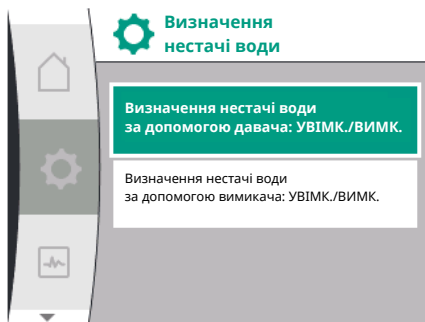 Визначення
нестачі води
Визначення нестачі води
за допомогою давача: УВІМК./ВИМК.
Визначення нестачі води
за допомогою вимикача: УВІМК./ВИМК.